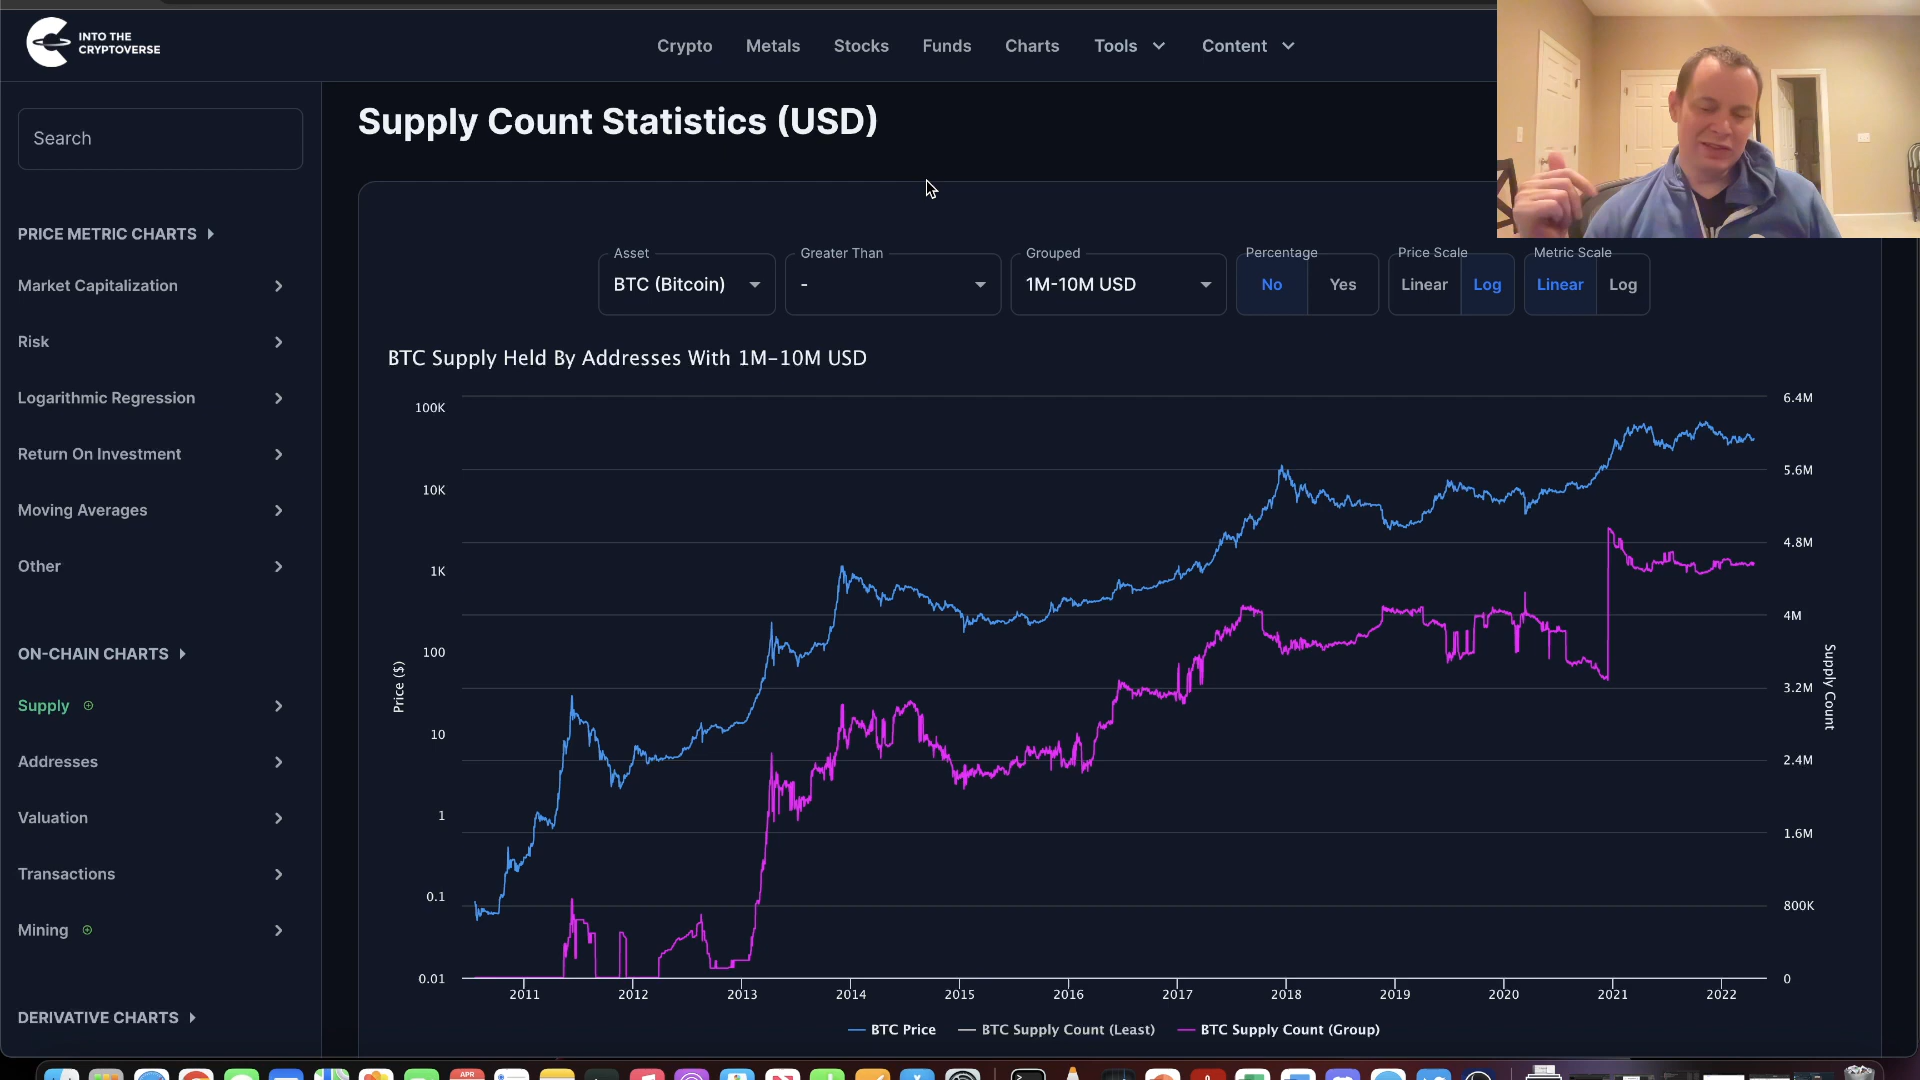 INTO THE
CRYPTOVERSE
Crypto Metals Stocks Funds Charts Tools Content
Search
PRICE METRIC CHARTS
Market Capitalization
Risk
Logarithmic Regression
Return On Investment
Moving Averages
Other
ON-CHAIN CHARTS
Supply
Addresses
Valuation
Transactions
Mining
DERIVATIVE CHARTS
Supply Count Statistics (USD)
Asset Greater Than Grouped Percentage Price Scale Metric Scale
BTC (Bitcoin) - 1M-10M USD No Yes Linear Log Linear Log
BTC Supply Held By Addresses With 1M-10M USD
100K
10K
1K
100
10
1
0.1
0.01
Price ($)
6.4M
5.6M
4.8M
4M
3.2M
2.4M
1.6M
800K
0
Supply Count
2011 2012 2013 2014 2015 2016 2017 2018 2019 2020 2021 2022
BTC Price BTC Supply Count (Least) BTC Supply Count (Group)
APR